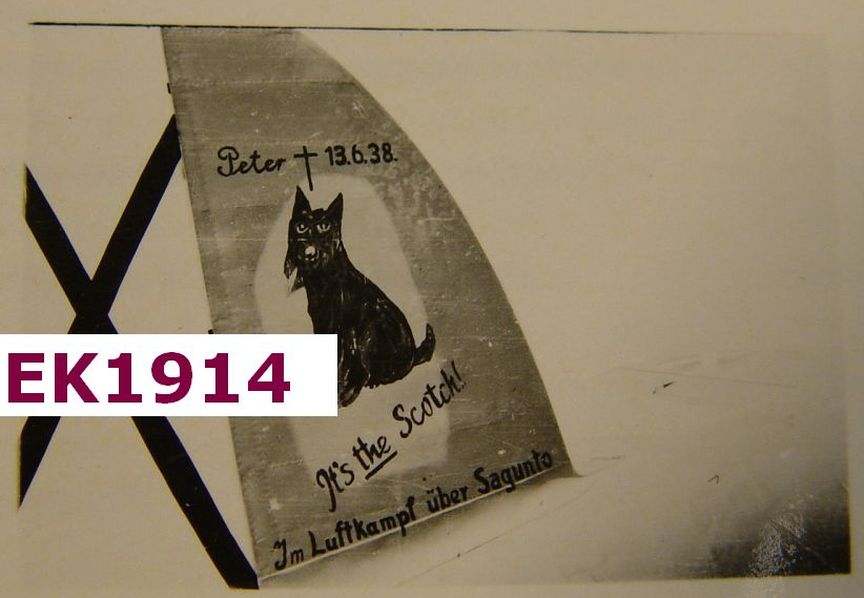 Peter † 13.6.38.
EK1914
It's the Scotch!
Im Luftkampf über Sagunto